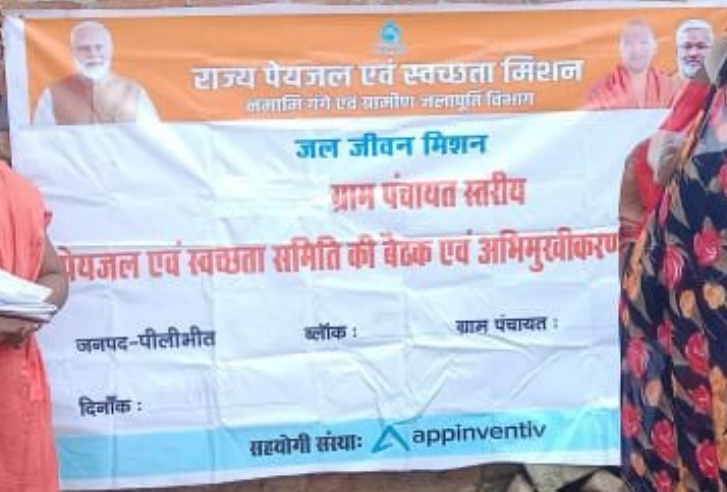 राज्य पेयजल एवं स्वच्छता मिशन
नमामि गंगे एवं ग्रामीण जलापूर्ति विभाग
जल जीवन मिशन
ग्राम पंचायत स्तरीय
पेयजल एवं स्वच्छता समिति की बैठक एवं अभिमुखीकरण
जनपद-पीलीभीत ब्लॉक : ग्राम पंचायत :
दिनाँक :
सहयोगी संस्थाः appinventiv